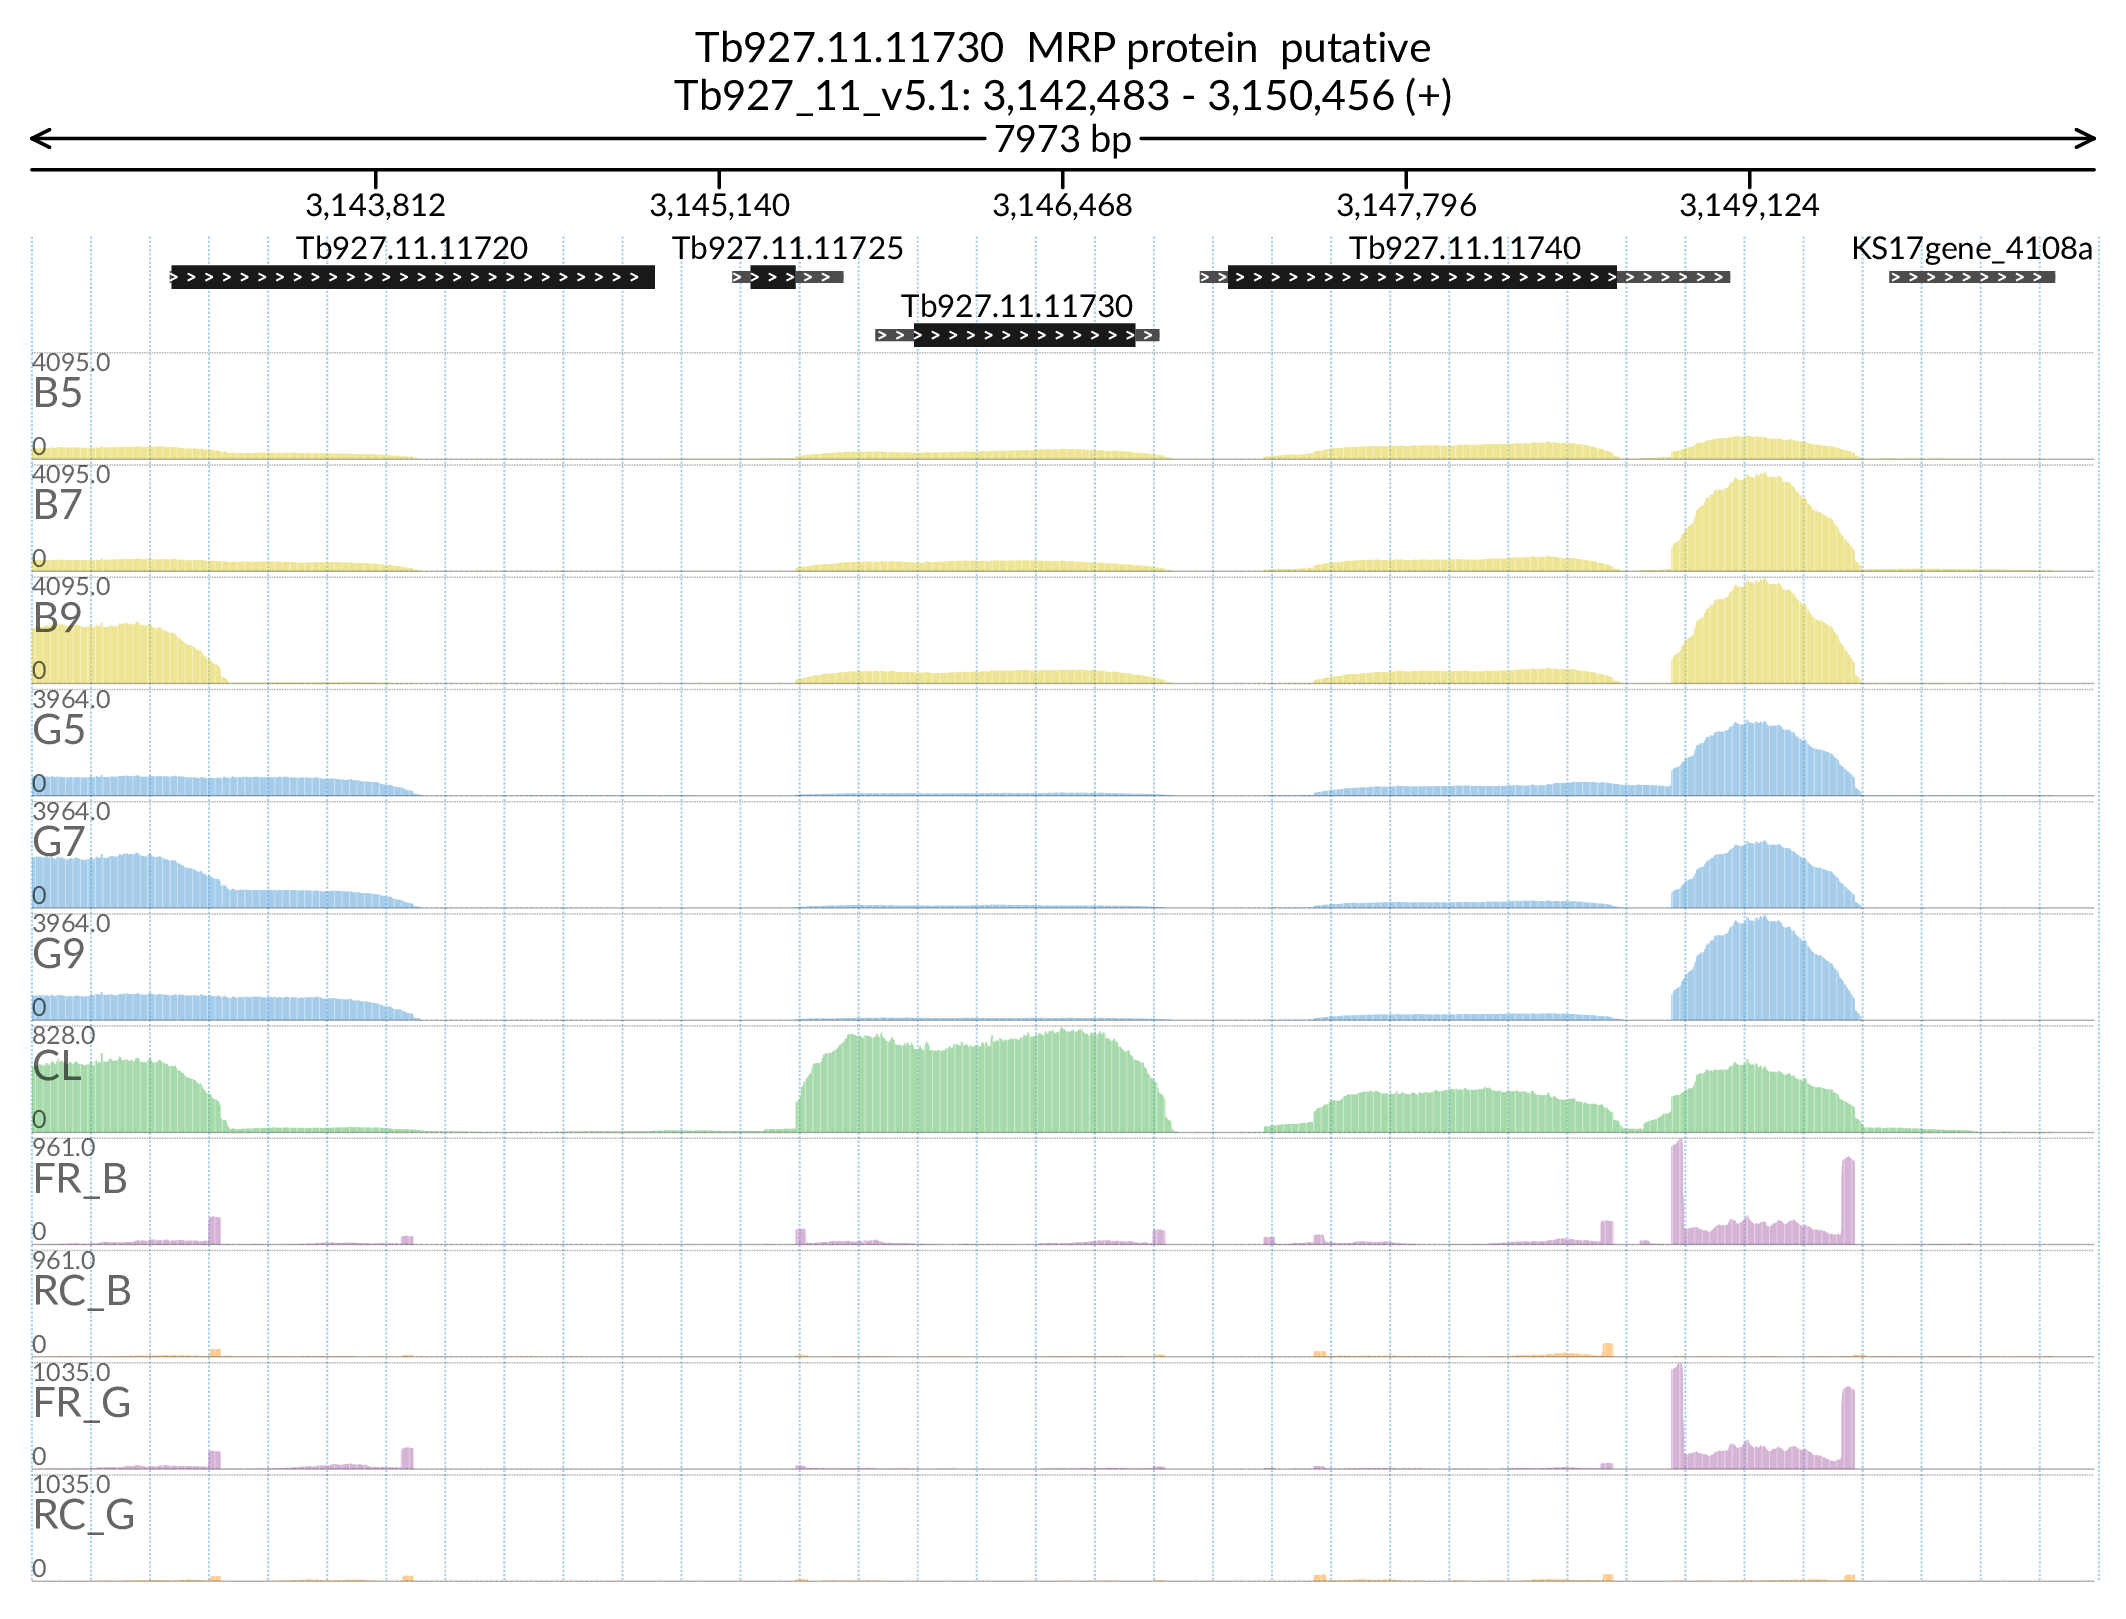 Tb927.11.11730 MRP protein putative
Tb927_11_v5.1: 3,142,483 - 3,150,456 (+)
7973 bp
3,143,812 3,145,140 3,146,468 3,147,796 3,149,124
Tb927.11.11720 Tb927.11.11725 Tb927.11.11740 KS17gene_4108a
Tb927.11.11730
4095.0
B5
0
4095.0
B7
0
4095.0
B9
0
3964.0
G5
0
3964.0
G7
0
3964.0
G9
0
828.0
CL
0
961.0
FR_B
0
961.0
RC_B
0
1035.0
FR_G
0
1035.0
RC_G
0